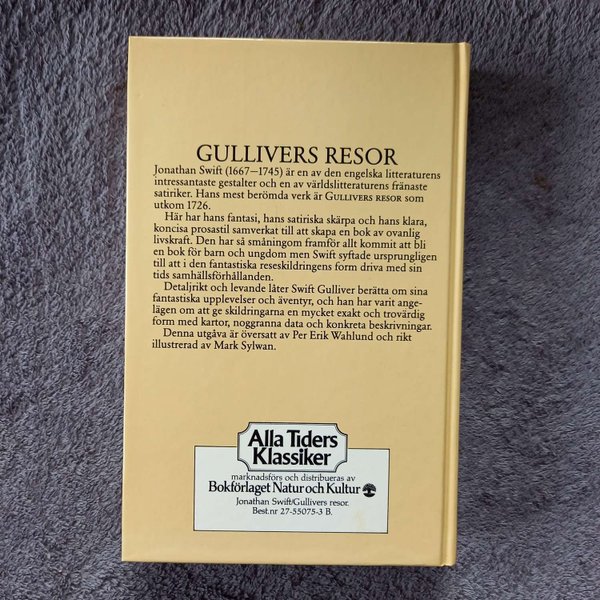 GULLIVERS RESOR
Jonathan Swift (1667—1745) är en av den engelska litteraturens
intressantaste gestalter och en av världslitteraturens fränaste
satiriker. Hans mest berömda verk är GULLIVERS RESOR som
utkom 1726.
Här har hans fantasi, hans satiriska skärpa och hans klara,
koncisa prosastil samverkat till att skapa en bok av ovanlig
livskraft. Den har så småningom framför allt kommit att bli
en bok för barn och ungdom men Swift syftade ursprungligen
till att i den fantastiska reseskildringens form driva med sin
tids samhällsförhållanden.
Detaljrikt och levande låter Swift Gulliver berätta om sina
fantastiska upplevelser och äventyr, och han har varit ange-
lägen om att ge skildringarna en mycket exakt och trovärdig
form med kartor, noggranna data och konkreta beskrivningar.
Denna utgåva är översatt av Per Erik Wahlund och rikt
illustrerad av Mark Sylwan.
Alla Tiders
Klassiker
marknadsförs och distribueras av
Bokförlaget Natur och Kultur
Jonathan Swift/Gullivers resor.
Best.nr 27-55075-3 B.